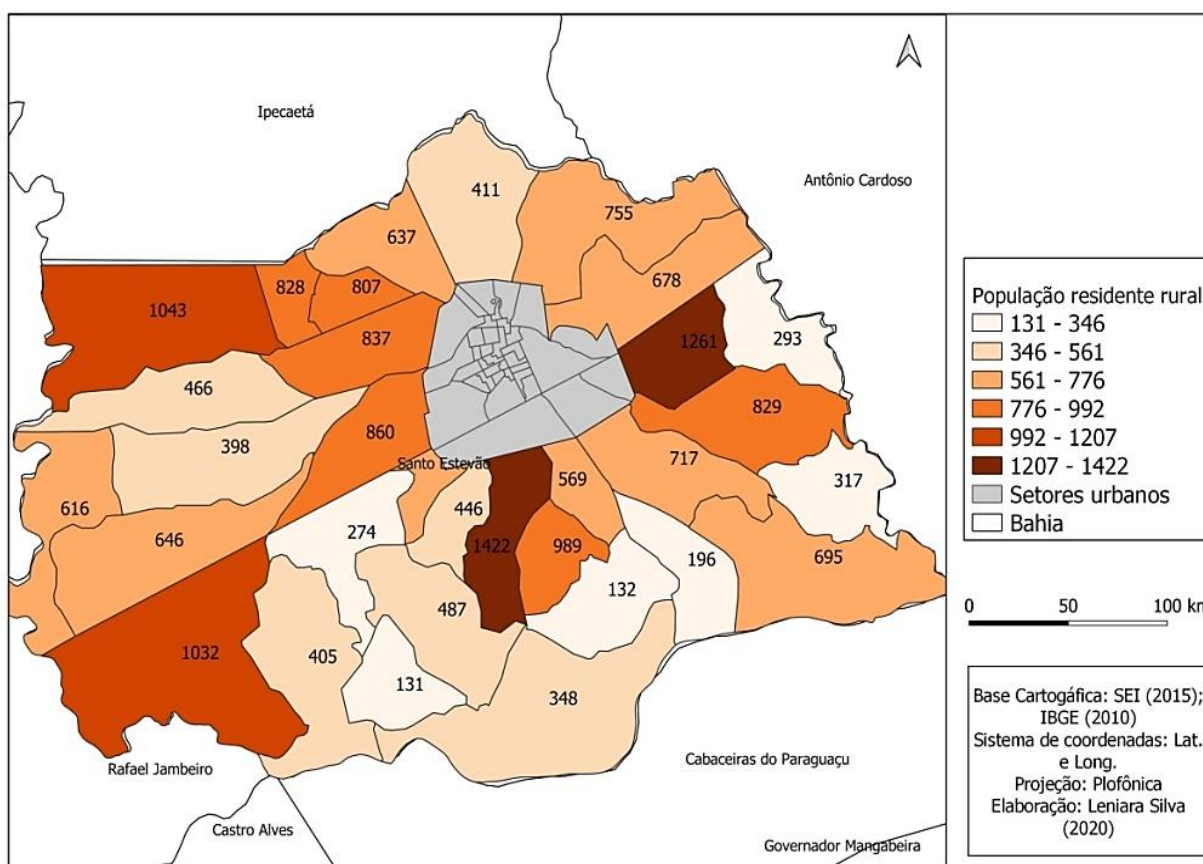 Ipecaetá
Antônio Cardoso
411
755
637
678
828
807
1043
293
1261
837
466
829
860
398
Santo Estevão
717
569
317
616
446
274
646
1422
989
196
695
132
487
1032
405
131
348
Rafael Jambeiro
Cabaceiras do Paraguaçu
Castro Alves
Governador Mangabeira
População residente rural
131 - 346
346 - 561
561 - 776
776 - 992
992 - 1207
1207 - 1422
Setores urbanos
Bahia
0 50 100 km
Base Cartogáfica: SEI (2015);
IBGE (2010)
Sistema de coordenadas: Lat.
e Long.
Projeção: Plofônica
Elaboração: Leniara Silva
(2020)